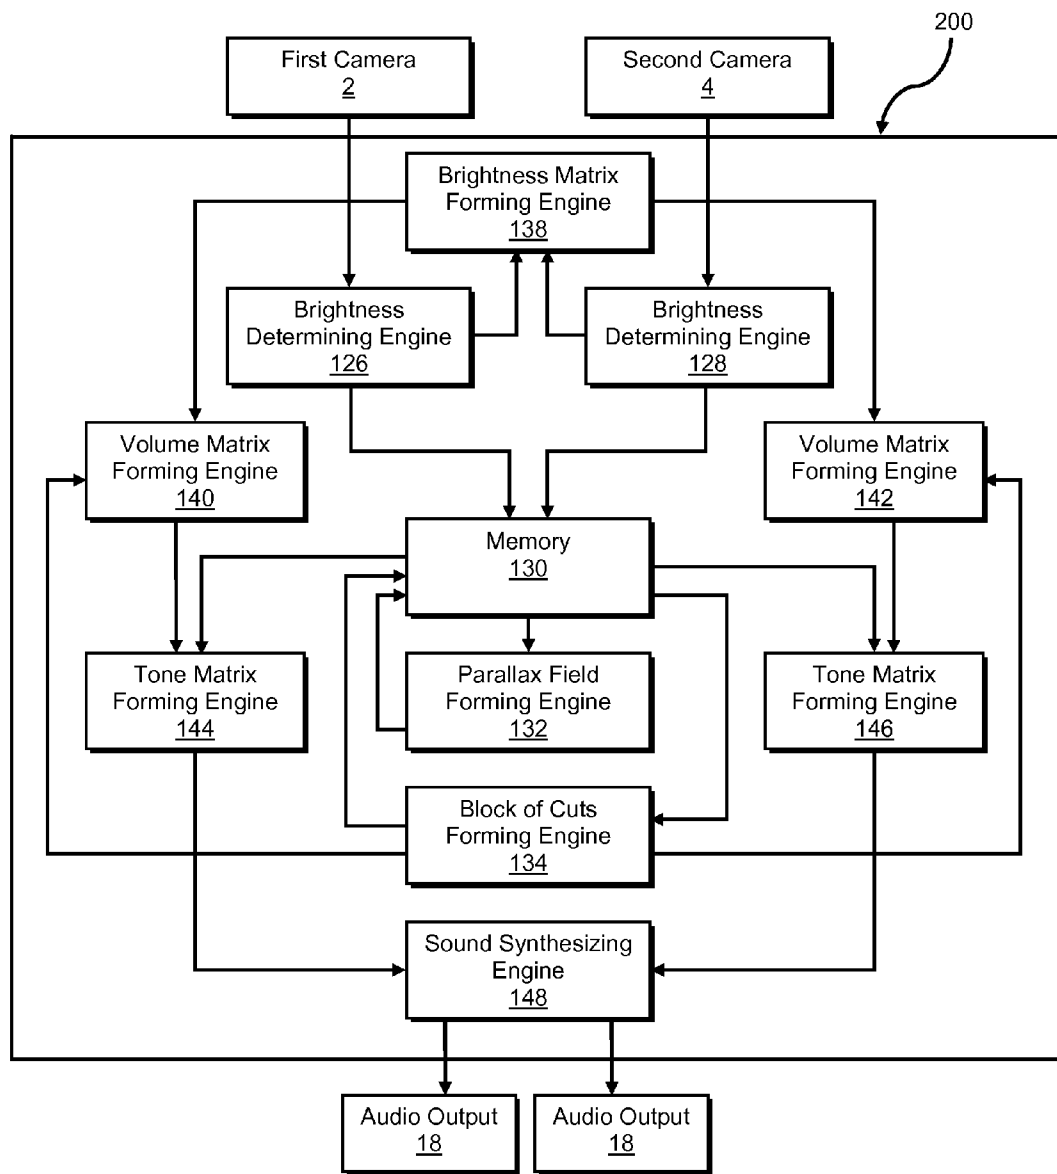 200
First Camera
2
Second Camera
4
Brightness Matrix
Forming Engine
138
Brightness
Determining Engine
126
Brightness
Determining Engine
128
Volume Matrix
Forming Engine
140
Volume Matrix
Forming Engine
142
Memory
130
Tone Matrix
Forming Engine
144
Parallax Field
Forming Engine
132
Tone Matrix
Forming Engine
146
Block of Cuts
Forming Engine
134
Sound Synthesizing
Engine
148
Audio Output
18
Audio Output
18